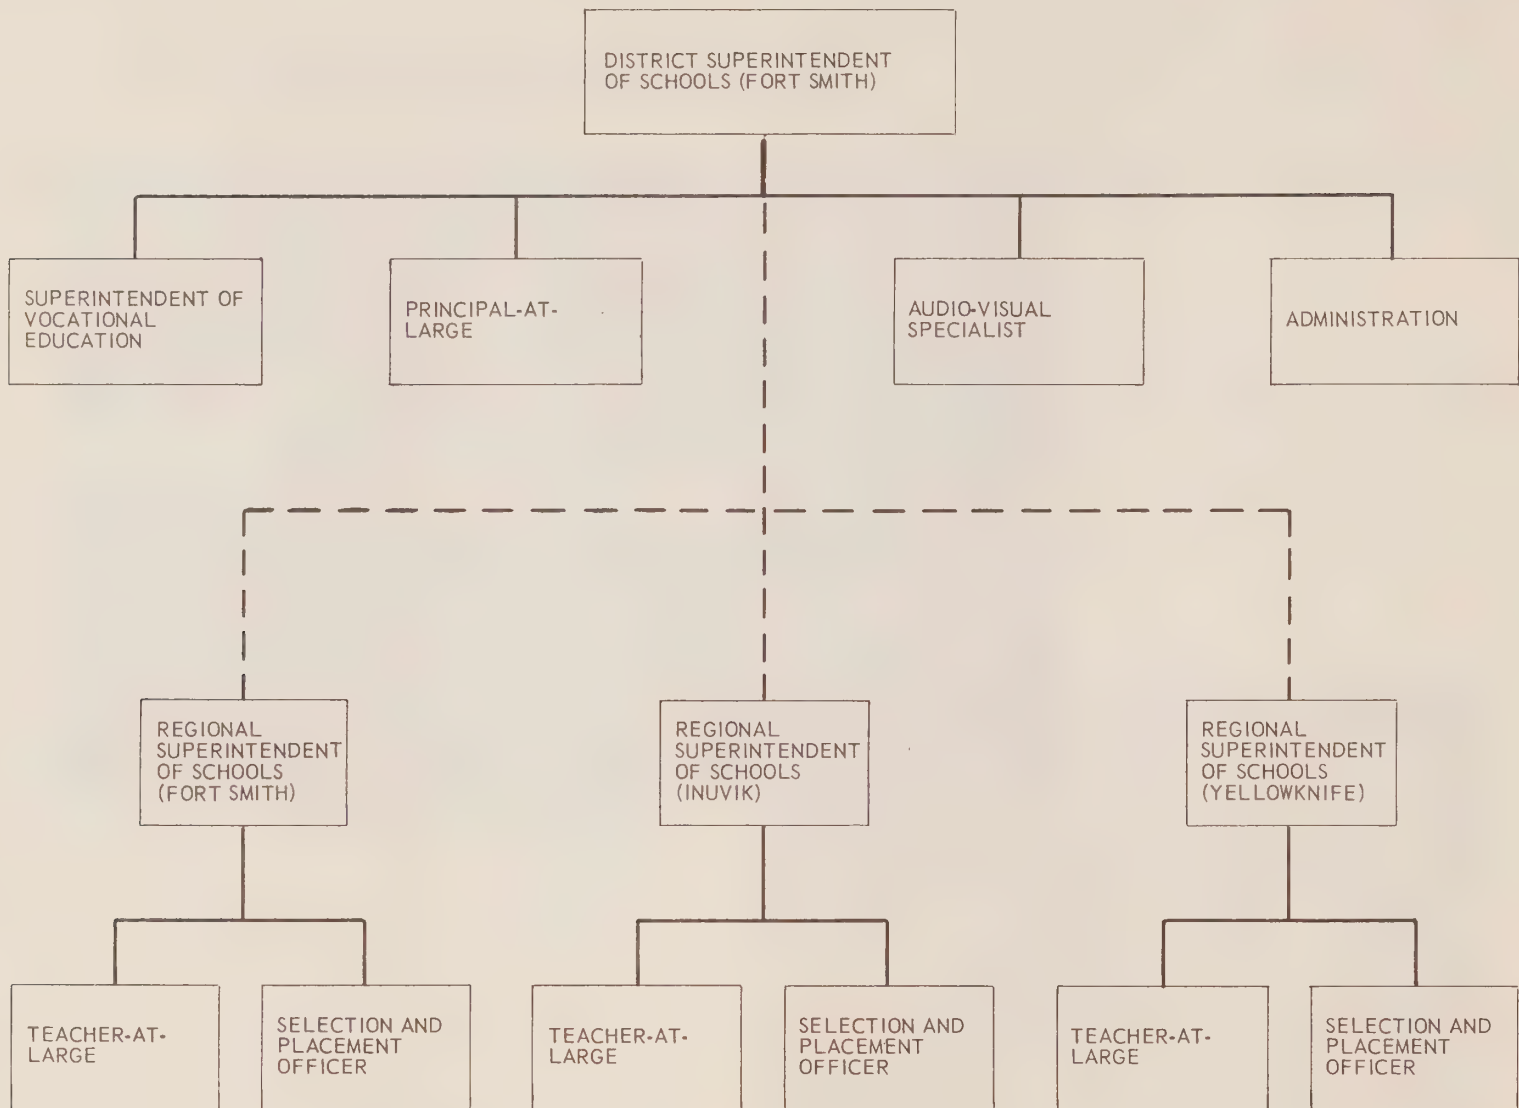 DISTRICT SUPERINTENDENT
OF SCHOOLS (FORT SMITH)
SUPERINTENDENT OF
VOCATIONAL
EDUCATION
PRINCIPAL-AT-
LARGE
AUDIO-VISUAL
SPECIALIST
ADMINISTRATION
REGIONAL
SUPERINTENDENT
OF SCHOOLS
(FORT SMITH)
REGIONAL
SUPERINTENDENT
OF SCHOOLS
(INUVIK)
REGIONAL
SUPERINTENDENT
OF SCHOOLS
(YELLOWKNIFE)
TEACHER-AT-
LARGE
SELECTION AND
PLACEMENT
OFFICER
TEACHER-AT-
LARGE
SELECTION AND
PLACEMENT
OFFICER
TEACHER-AT-
LARGE
SELECTION AND
PLACEMENT
OFFICER